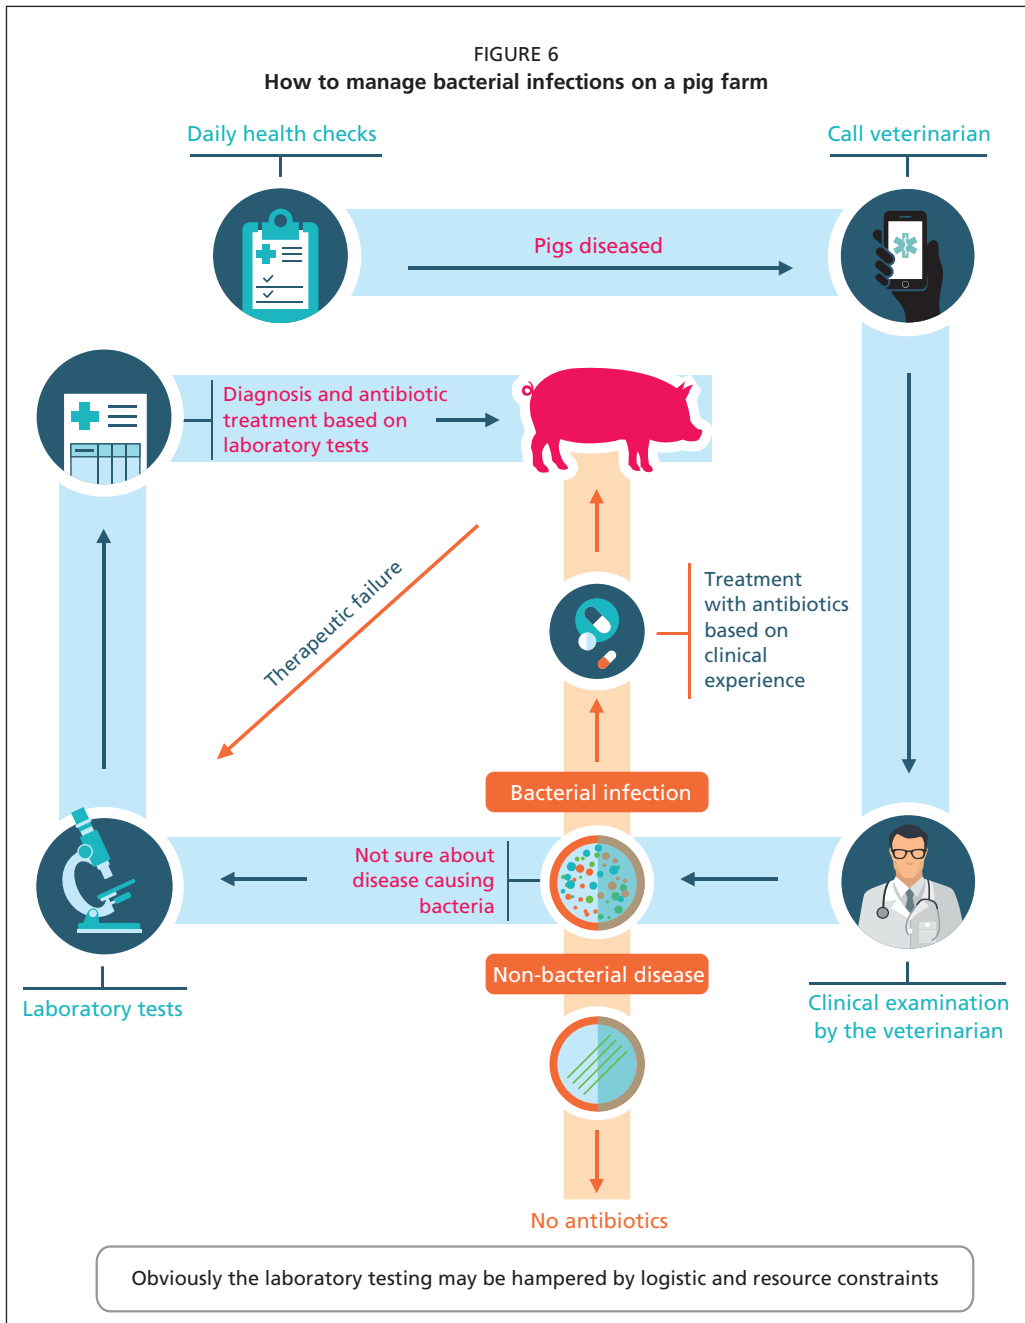 FIGURE 6
How to manage bacterial infections on a pig farm
Daily health checks
Call veterinarian
Pigs diseased
Diagnosis and antibiotic
treatment based on
laboratory tests
Therapeutic failure
Treatment
with antibiotics
based on
clinical
experience
Bacterial infection
Not sure about
disease causing
bacteria
Non-bacterial disease
Laboratory tests
Clinical examination
by the veterinarian
No antibiotics
Obviously the laboratory testing may be hampered by logistic and resource constraints